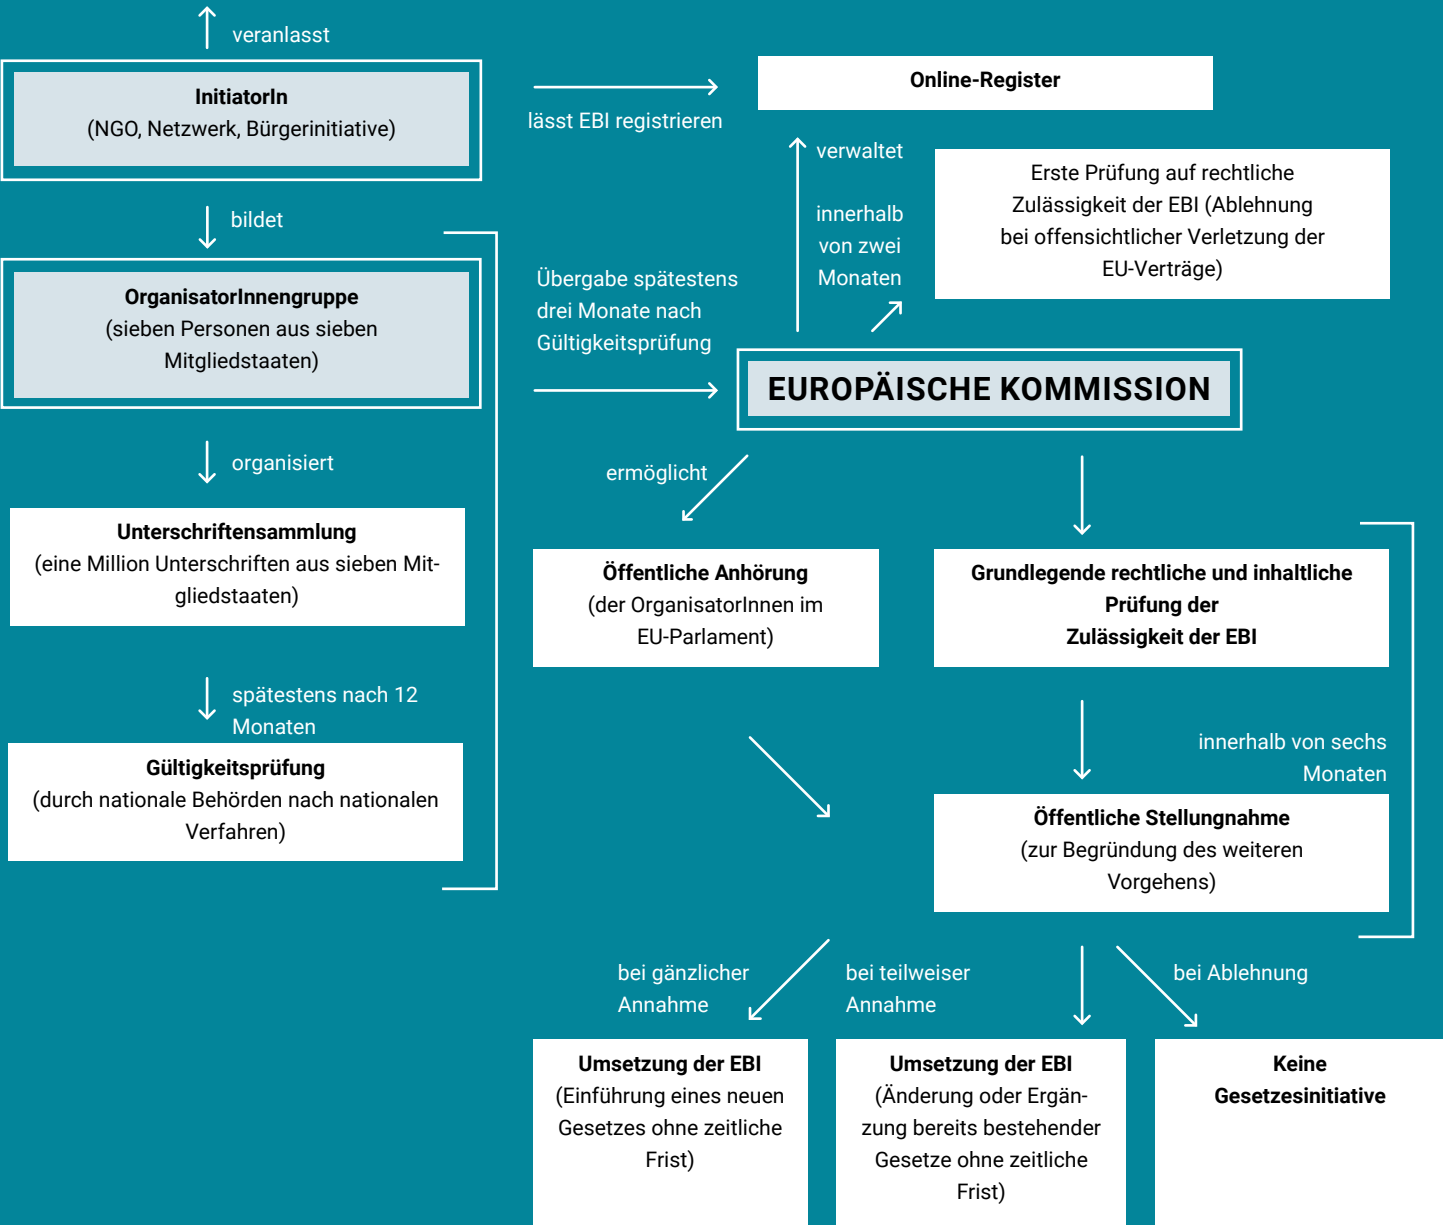 veranlasst
InitiatorIn
(NGO, Netzwerk, Bürgerinitiative)
lässt EBI registrieren
Online-Register
bildet
verwaltet
innerhalb
von zwei
Monaten
Erste Prüfung auf rechtliche
Zulässigkeit der EBI (Ablehnung
bei offensichtlicher Verletzung der
EU-Verträge)
OrganisatorInnengruppe
(sieben Personen aus sieben
Mitgliedstaaten)
Übergabe spätestens
drei Monate nach
Gültigkeitsprüfung
EUROPÄISCHE KOMMISSION
organisiert
Unterschriftensammlung
(eine Million Unterschriften aus sieben Mit-
gliedstaaten)
spätestens nach 12
Monaten
Gültigkeitsprüfung
(durch nationale Behörden nach nationalen
Verfahren)
ermöglicht
Öffentliche Anhörung
(der OrganisatorInnen im
EU-Parlament)
Grundlegende rechtliche und inhaltliche
Prüfung der
Zulässigkeit der EBI
innerhalb von sechs
Monaten
Öffentliche Stellungnahme
(zur Begründung des weiteren
Vorgehens)
bei gänzlicher
Annahme
bei teilweiser
Annahme
bei Ablehnung
Umsetzung der EBI
(Einführung eines neuen
Gesetzes ohne zeitliche
Frist)
Umsetzung der EBI
(Änderung oder Ergän-
zung bereits bestehender
Gesetze ohne zeitliche
Frist)
Keine
Gesetzesinitiative